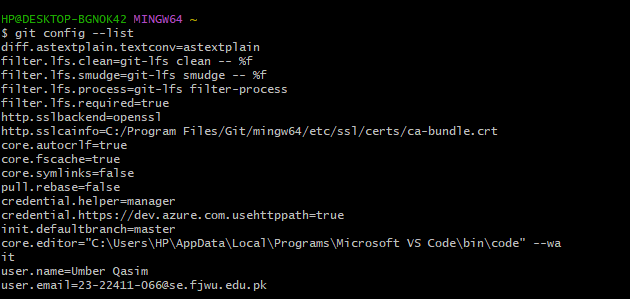 HP@DESKTOP-BGNOK42 MINGW64 ~
$ git config --list
diff.astextplain.textconv=astextplain
filter.lfs.clean=git-lfs clean -- %f
filter.lfs.smudge=git-lfs smudge -- %f
filter.lfs.process=git-lfs filter-process
filter.lfs.required=true
http.sslbackend=openssl
http.sslcainfo=C:/Program Files/Git/mingw64/etc/ssl/certs/ca-bundle.crt
core.autocrlf=true
core.fscache=true
core.symlinks=false
pull.rebase=false
credential.helper=manager
credential.https://dev.azure.com.usehttppath=true
init.defaultbranch=master
core.editor="C:\Users\HP\AppData\Local\Programs\Microsoft VS Code\bin\code" --wa
it
user.name=Umber Qasim
user.email=23-22411-066@se.fjwu.edu.pk